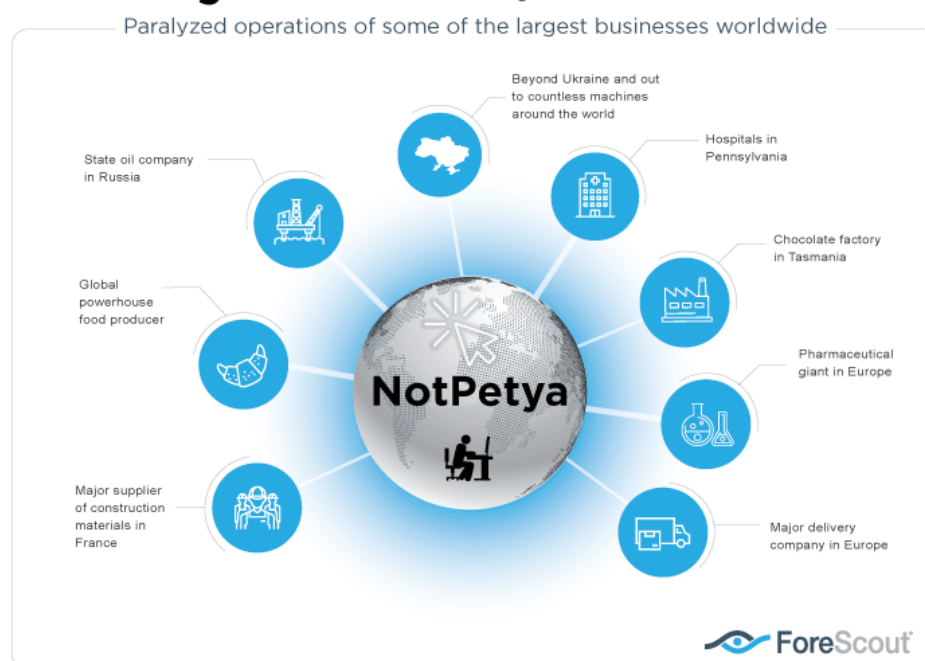 Paralyzed operations of some of the largest businesses worldwide
Beyond Ukraine and out
to countless machines
around the world
Hospitals in
Pennsylvania
State oil company
in Russia
Chocolate factory
in Tasmania
Global
powerhouse
food producer
Pharmaceutical
giant in Europe
NotPetya
Major supplier
of construction
materials in
France
Major delivery
company in Europe
ForeScout